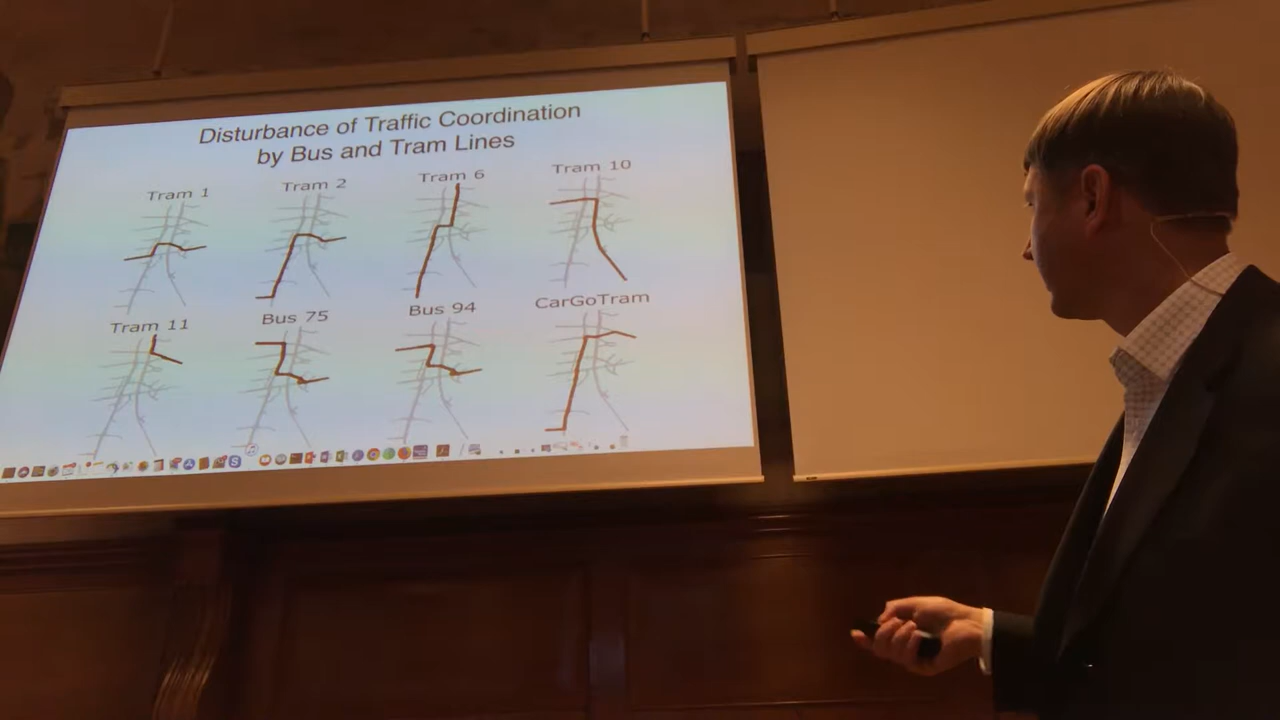 Disturbance of Traffic Coordination
by Bus and Tram Lines
Tram 1
Tram 2
Tram 6
Tram 10
Tram 11
Bus 75
Bus 94
CarGoTram